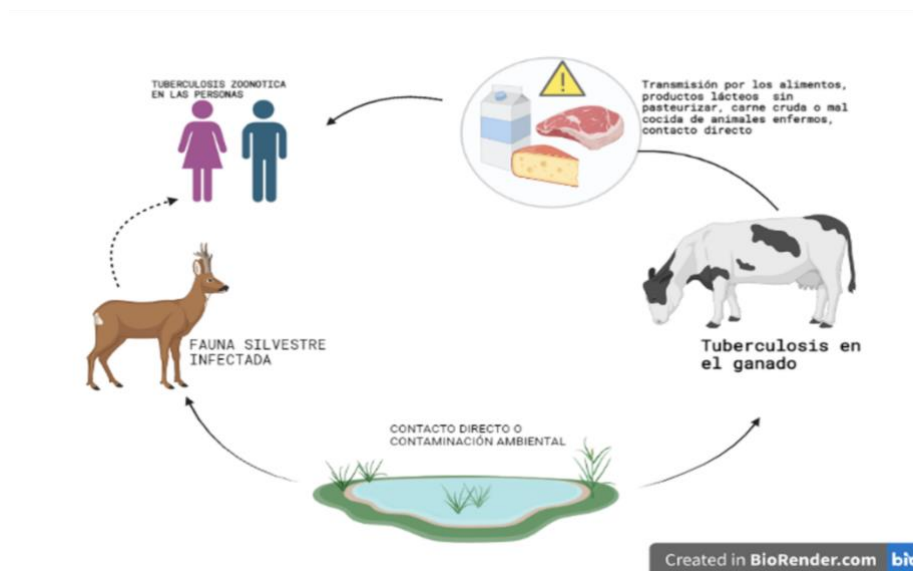 TUBERCULOSIS ZOONOTICA
EN LAS PERSONAS
Transmisión por los alimentos,
productos lácteos sin
pasteurizar, carne cruda o mal
cocida de animales enfermos,
contacto directo
FAUNA SILVESTRE
INFECTADA
Tuberculosis en
el ganado
CONTACTO DIRECTO O
CONTAMINACIÓN AMBIENTAL
Created in BioRender.com